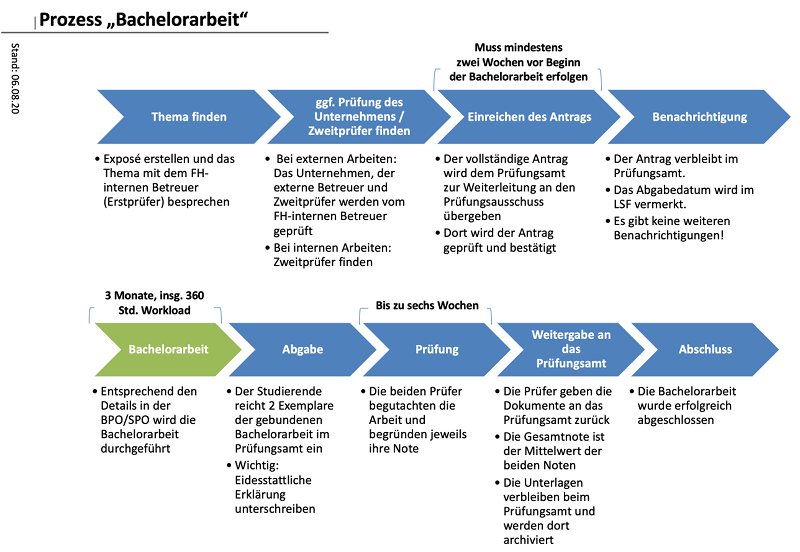 Prozess „Bachelorarbeit“
Stand: 06.08.20
Muss mindestens
zwei Wochen vor Beginn
der Bachelorarbeit erfolgen
Thema finden
• Exposé erstellen und das
Thema mit dem FH-
internen Betreuer
(Erstprüfer) besprechen
ggf. Prüfung des
Unternehmens /
Zweitprüfer finden
• Bei externen Arbeiten:
Das Unternehmen, der
externe Betreuer und
Zweitprüfer werden vom
FH-internen Betreuer
geprüft
• Bei internen Arbeiten:
Zweitprüfer finden
Einreichen des Antrags
• Der vollständige Antrag
wird dem Prüfungsamt
zur Weiterleitung an den
Prüfungsausschuss
übergeben
• Dort wird der Antrag
geprüft und bestätigt
Benachrichtigung
• Der Antrag verbleibt im
Prüfungsamt.
• Das Abgabedatum wird im
LSF vermerkt.
• Es gibt keine weiteren
Benachrichtigungen!
3 Monate, insg. 360
Std. Workload
Bachelorarbeit
• Entsprechend den
Details in der
BPO/SPO wird die
Bachelorarbeit
durchgeführt
Abgabe
• Der Studierende
reicht 2 Exemplare
der gebundenen
Bachelorarbeit im
Prüfungsamt ein
• Wichtig:
Eidesstattliche
Erklärung
unterschreiben
Bis zu sechs Wochen
Prüfung
• Die beiden Prüfer
begutachten die
Arbeit und
begründen jeweils
ihre Note
Weitergabe an
das
Prüfungsamt
• Die Prüfer geben die
Dokumente an das
Prüfungsamt zurück
• Die Gesamtnote ist
der Mittelwert der
beiden Noten
• Die Unterlagen
verbleiben beim
Prüfungsamt und
werden dort
archiviert
Abschluss
• Die Bachelorarbeit
wurde erfolgreich
abgeschlossen